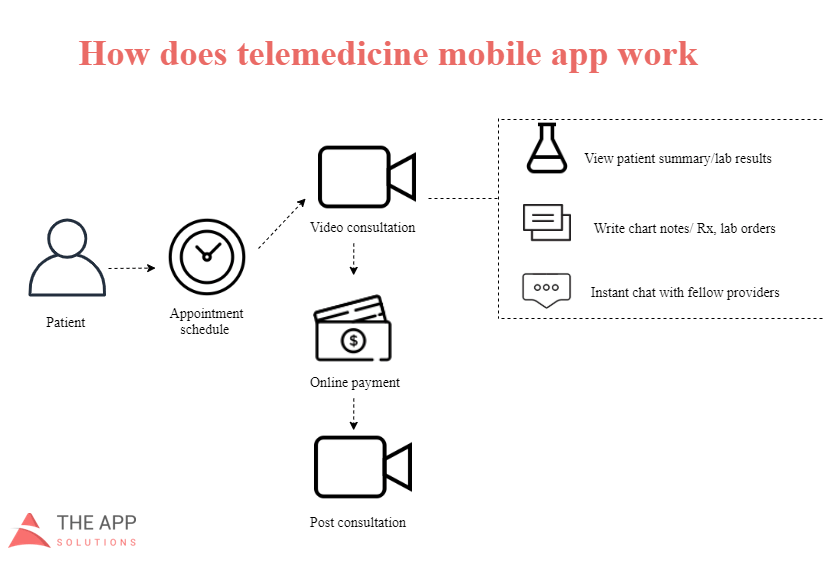 How does telemedicine mobile app work
View patient summary/lab results
Write chart notes/ Rx, lab orders
Instant chat with fellow providers
Video consultation
Patient
Appointment
schedule
$
Online payment
Post consultation
THE APP
SOLUTIONS